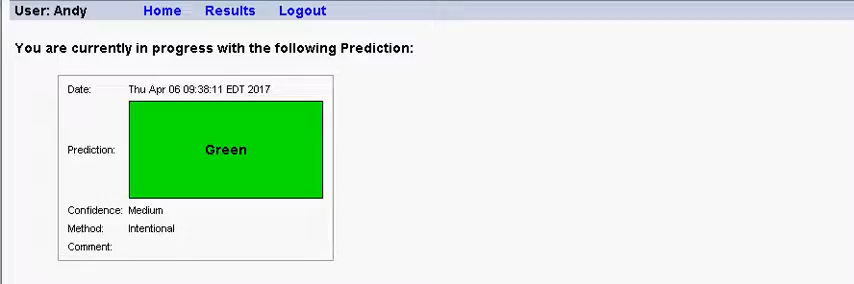 User: Andy Home Results Logout
You are currently in progress with the following Prediction:
Date: Thu Apr 06 09:38:11 EDT 2017
Prediction: Green
Confidence: Medium
Method: Intentional
Comment: